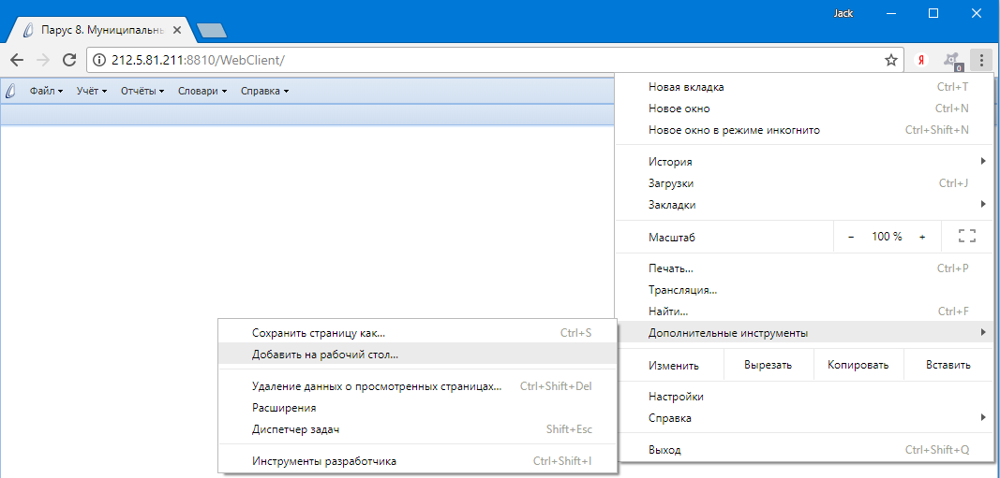 Jack
Парус 8. Муниципальнь
212.5.81.211:8810/WebClient/
Я
0
Файл Учёт Отчёты Словари Справка
Новая вкладка Ctrl+T
Новое окно Ctrl+N
Новое окно в режиме инкогнито Ctrl+Shift+N
История
Загрузки Ctrl+J
Закладки
Масштаб − 100 % +
Печать... Ctrl+P
Трансляция...
Найти... Ctrl+F
Дополнительные инструменты
Изменить Вырезать Копировать Вставить
Настройки
Справка
Выход Ctrl+Shift+Q
Сохранить страницу как... Ctrl+S
Добавить на рабочий стол...
Удаление данных о просмотренных страницах... Ctrl+Shift+Del
Расширения
Диспетчер задач Shift+Esc
Инструменты разработчика Ctrl+Shift+I